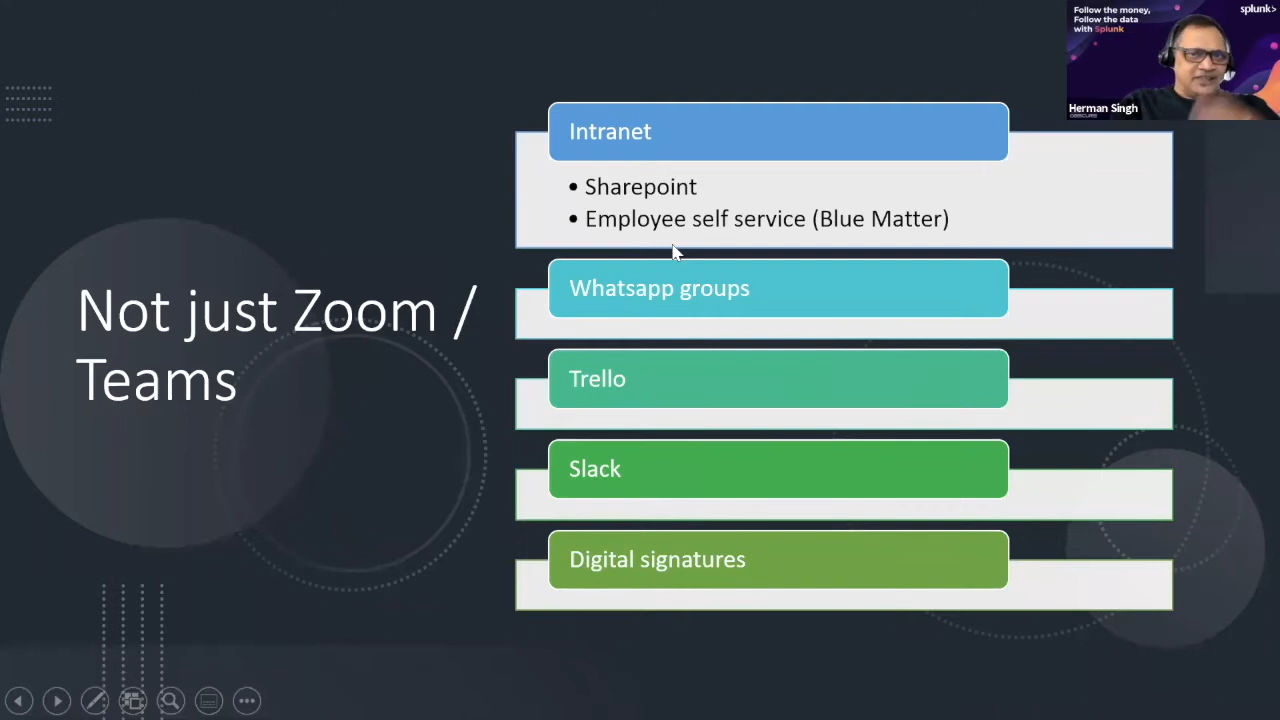 Follow the money,
Follow the data
with Splunk
splunk>
Herman Singh
OBSCURE
Not just Zoom /
Teams
Intranet
• Sharepoint
• Employee self service (Blue Matter)
Whatsapp groups
Trello
Slack
Digital signatures